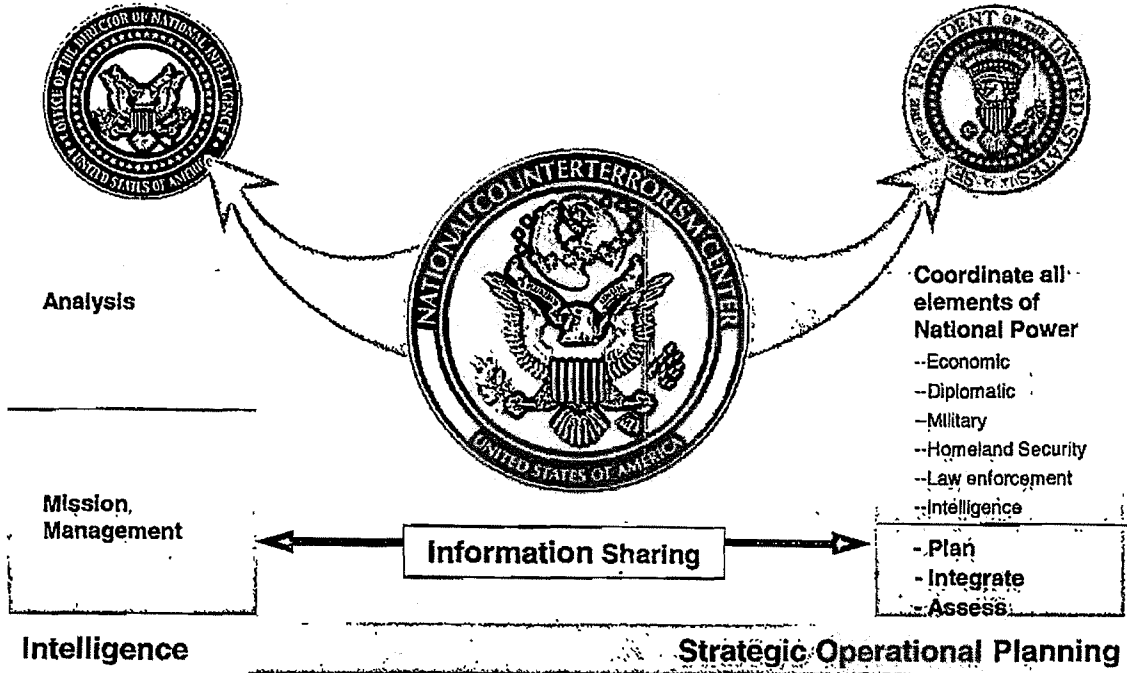 OFFICE OF THE DIRECTOR OF NATIONAL INTELLIGENCE
UNITED STATES OF AMERICA
SEAL OF THE PRESIDENT OF THE UNITED STATES
NATIONAL COUNTERTERRORISM CENTER
UNITED STATES OF AMERICA
Analysis
Mission
Management
Information Sharing
Coordinate all
elements of
National Power
--Economic
--Diplomatic
--Military
--Homeland Security
--Law enforcement
--Intelligence
- Plan
- Integrate
- Assess
Intelligence
Strategic Operational Planning